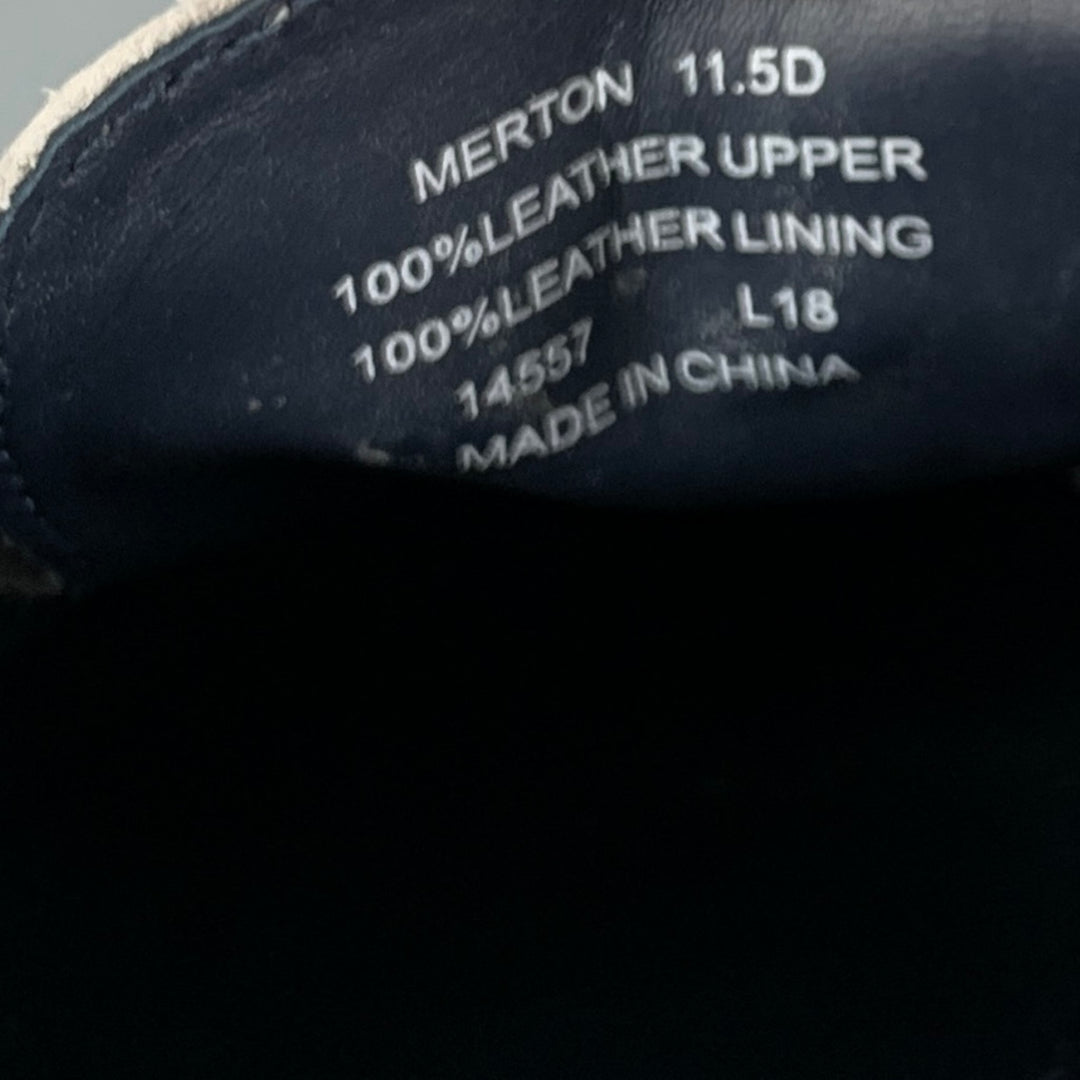 MERTON 11.5D
100%LEATHER UPPER
100%LEATHER LINING
14557 L18
MADE IN CHINA